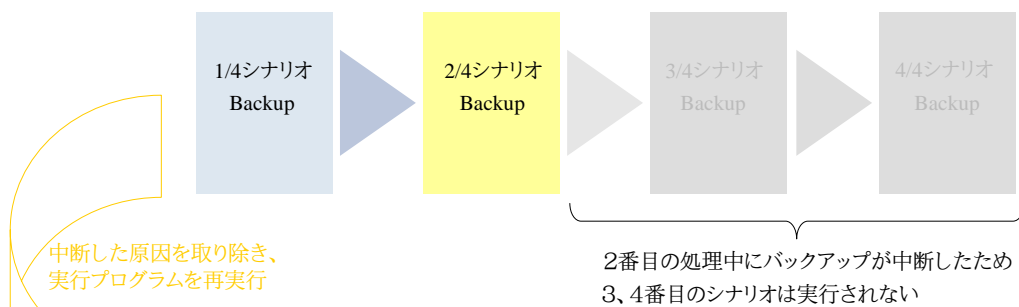 1/4シナリオ
Backup
2/4シナリオ
Backup
3/4シナリオ
Backup
4/4シナリオ
Backup
中断した原因を取り除き、
実行プログラムを再実行
２番目の処理中にバックアップが中断したため
３、４番目のシナリオは実行されない